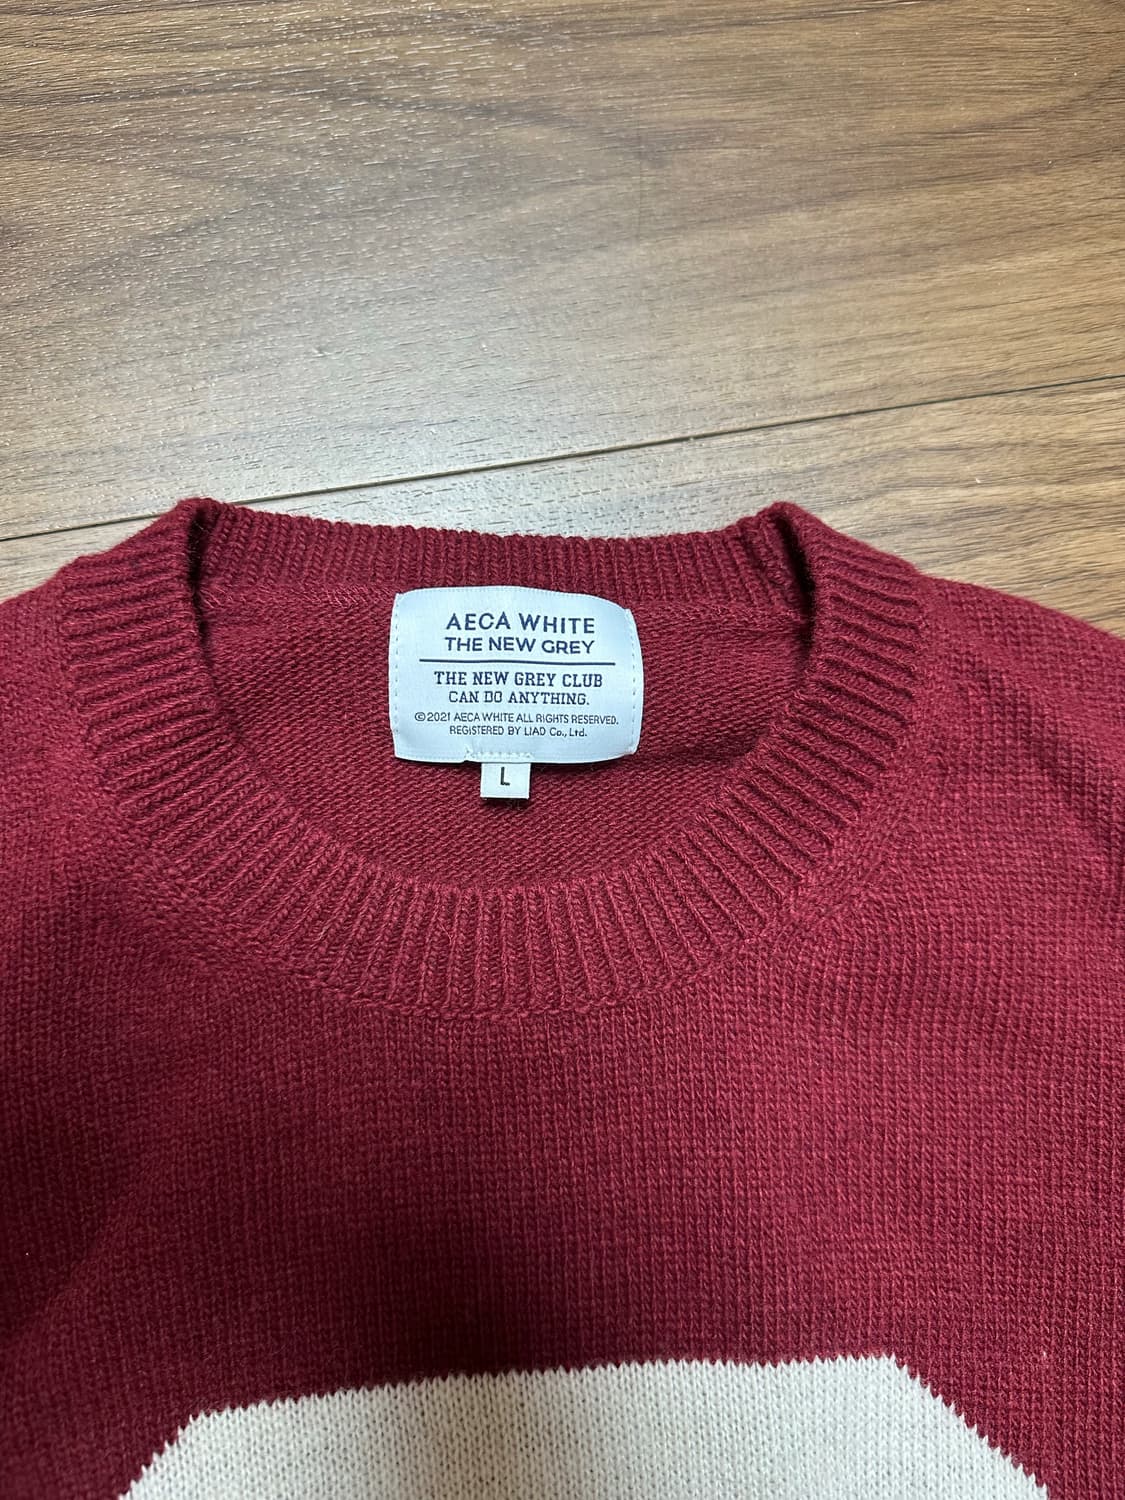 AECA WHITE
THE NEW GREY
THE NEW GREY CLUB
CAN DO ANYTHING.
©2021 AECA WHITE ALL RIGHTS RESERVED.
REGISTERED BY LIAD Co., Ltd.
L